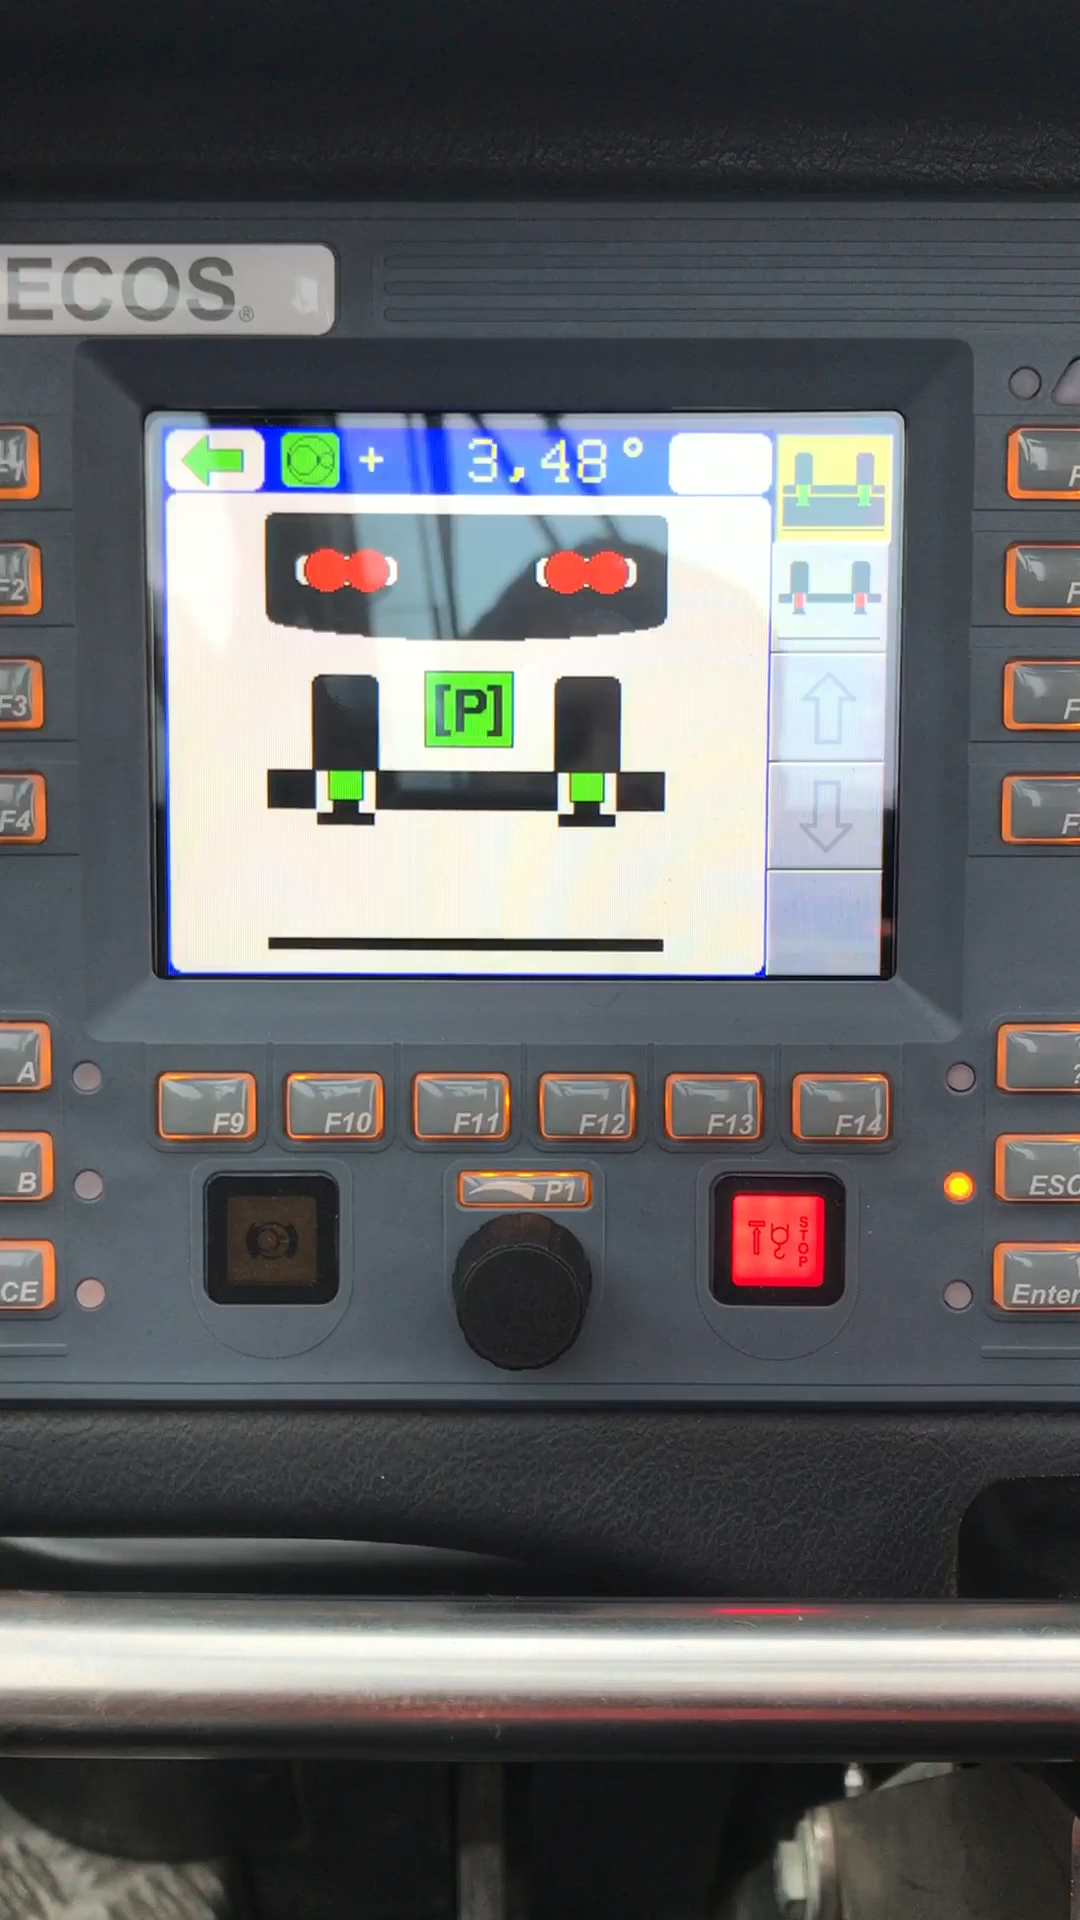 ECOS®
+ 3,48°
[P]
F2
F3
F4
A
B
CE
F9 F10 F11 F12 F13 F14
P1
STOP
ESC
Enter